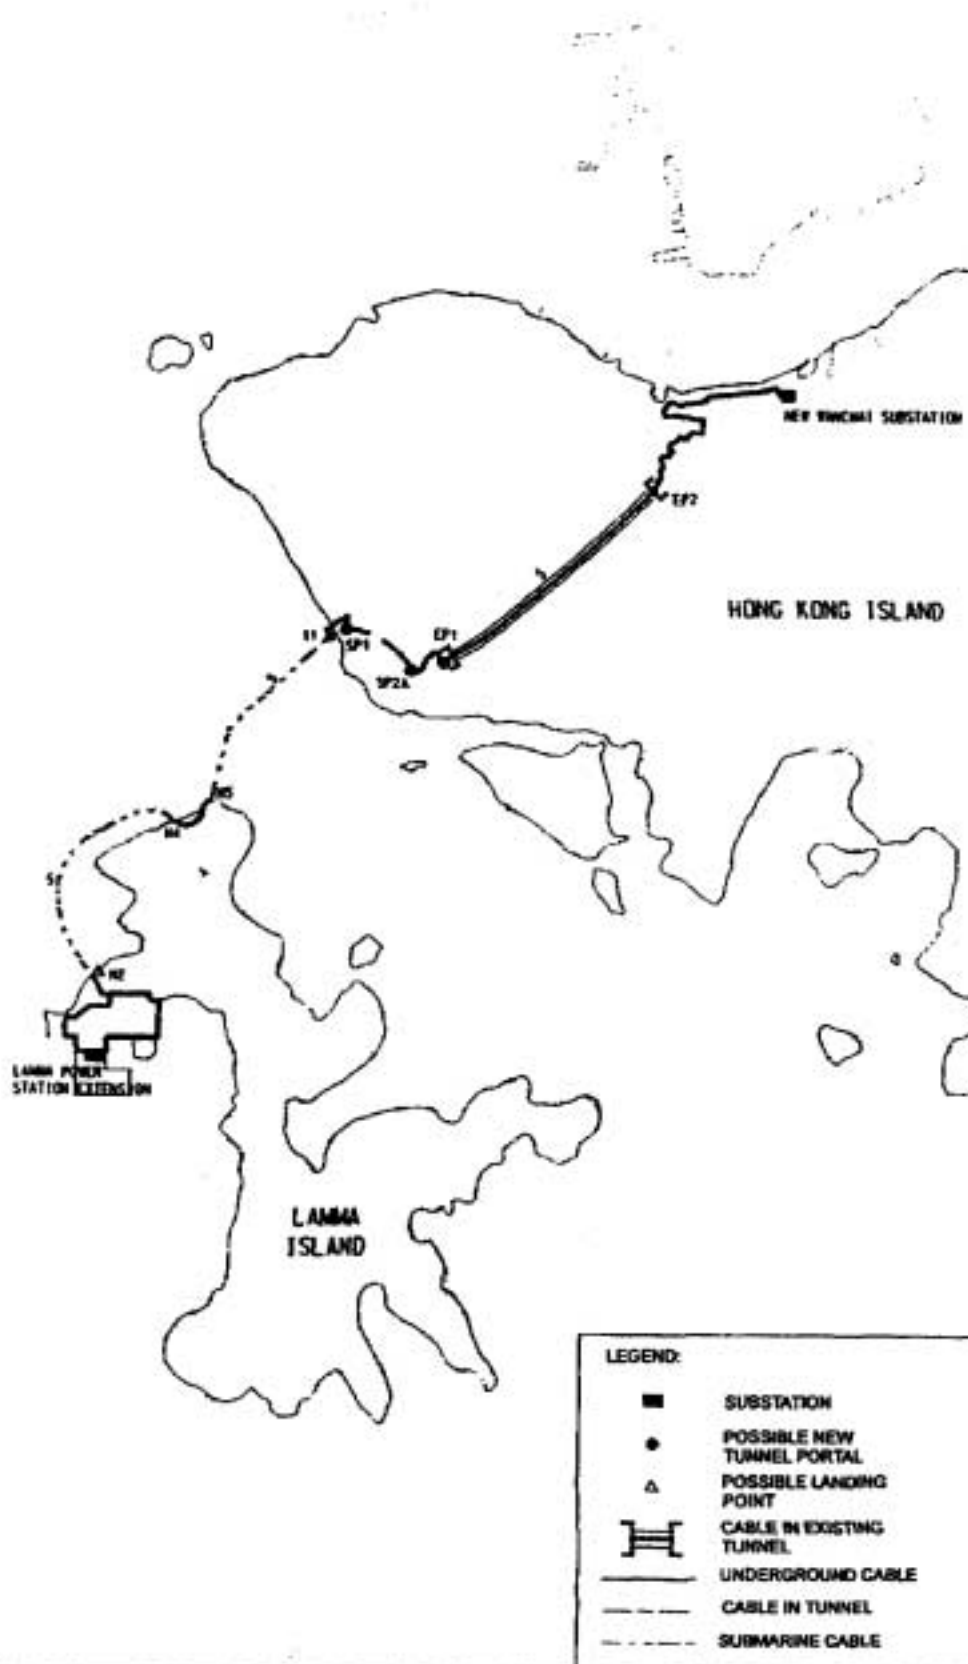 NEW WANCHAI SUBSTATION
EP2
HONG KONG ISLAND
EP1
SP1
SP2A
N5
N4
N2
LAMMA POWER
STATION EXTENSION
LAMMA
ISLAND
LEGEND:
SUBSTATION
POSSIBLE NEW
TUNNEL PORTAL
POSSIBLE LANDING
POINT
CABLE IN EXISTING
TUNNEL
UNDERGROUND CABLE
CABLE IN TUNNEL
SUBMARINE CABLE